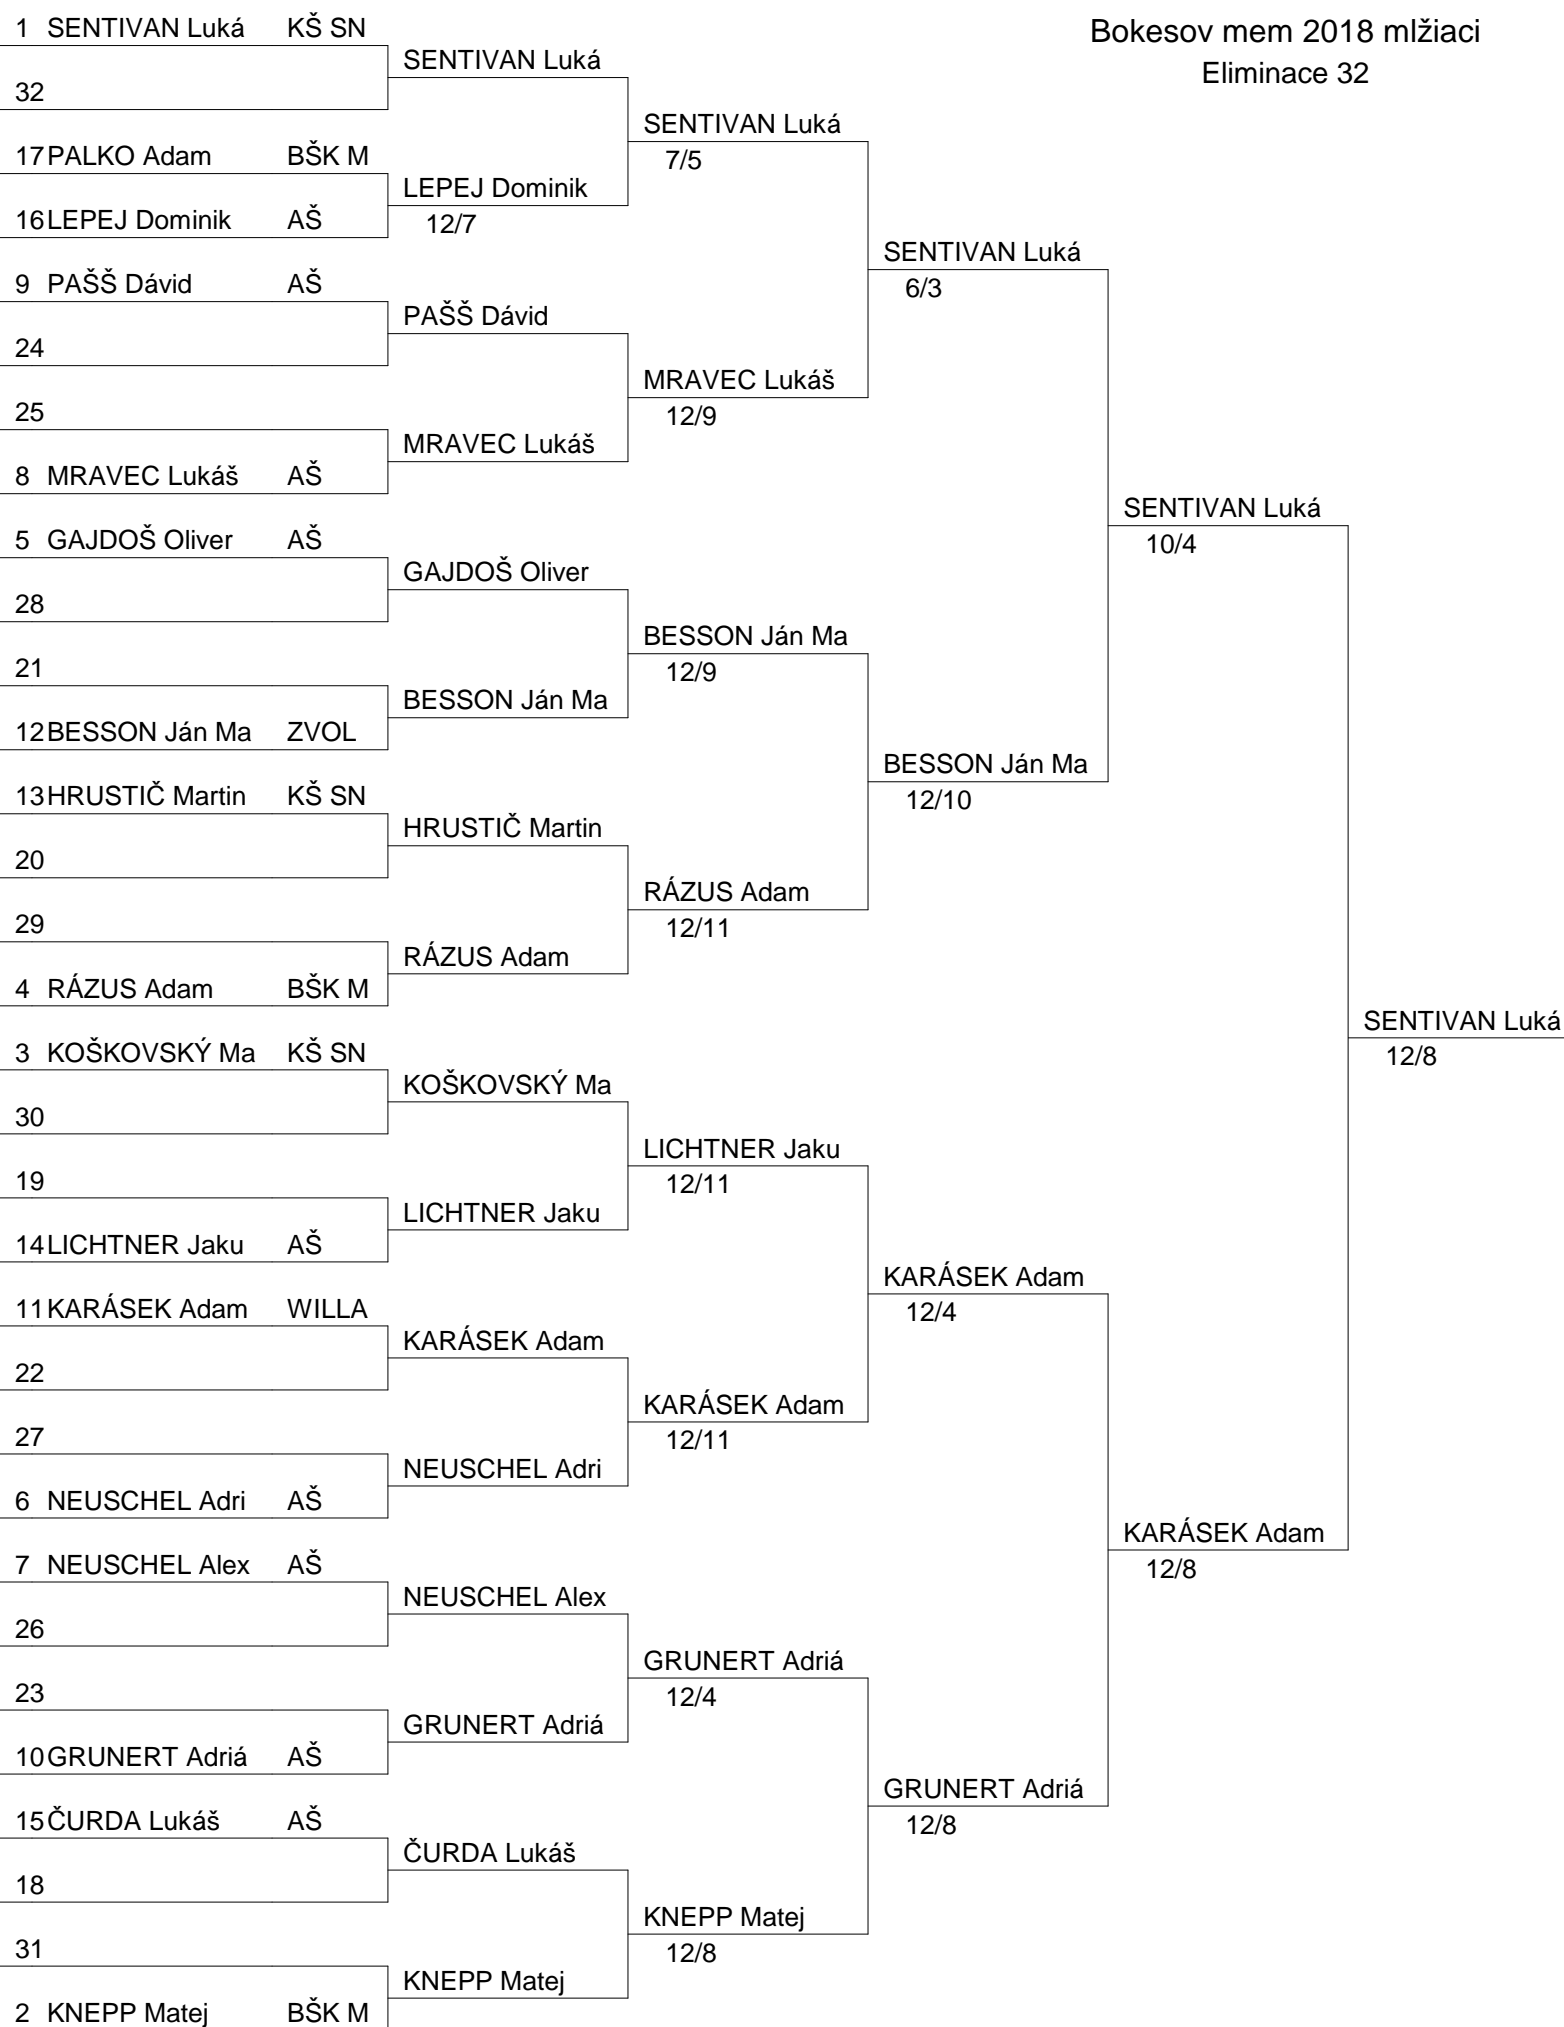 Bokesov mem 2018 mlžiaci
Eliminace 32
1 SENTIVAN Luká KŠ SN
SENTIVAN Luká
32
SENTIVAN Luká
7/5
17 PALKO Adam BŠK M
LEPEJ Dominik
12/7
16 LEPEJ Dominik AŠ
SENTIVAN Luká
6/3
9 PAŠŠ Dávid AŠ
PAŠŠ Dávid
24
MRAVEC Lukáš
12/9
25
MRAVEC Lukáš
8 MRAVEC Lukáš AŠ
SENTIVAN Luká
10/4
5 GAJDOŠ Oliver AŠ
GAJDOŠ Oliver
28
BESSON Ján Ma
12/9
21
BESSON Ján Ma
12 BESSON Ján Ma ZVOL
BESSON Ján Ma
12/10
13 HRUSTIČ Martin KŠ SN
HRUSTIČ Martin
20
RÁZUS Adam
12/11
29
RÁZUS Adam
4 RÁZUS Adam BŠK M
SENTIVAN Luká
12/8
3 KOŠKOVSKÝ Ma KŠ SN
KOŠKOVSKÝ Ma
30
LICHTNER Jaku
12/11
19
LICHTNER Jaku
14 LICHTNER Jaku AŠ
KARÁSEK Adam
12/4
11 KARÁSEK Adam WILLA
KARÁSEK Adam
22
KARÁSEK Adam
12/11
27
NEUSCHEL Adri
6 NEUSCHEL Adri AŠ
KARÁSEK Adam
12/8
7 NEUSCHEL Alex AŠ
NEUSCHEL Alex
26
GRUNERT Adriá
12/4
23
GRUNERT Adriá
10 GRUNERT Adriá AŠ
GRUNERT Adriá
12/8
15 ČURDA Lukáš AŠ
ČURDA Lukáš
18
KNEPP Matej
12/8
31
KNEPP Matej
2 KNEPP Matej BŠK M